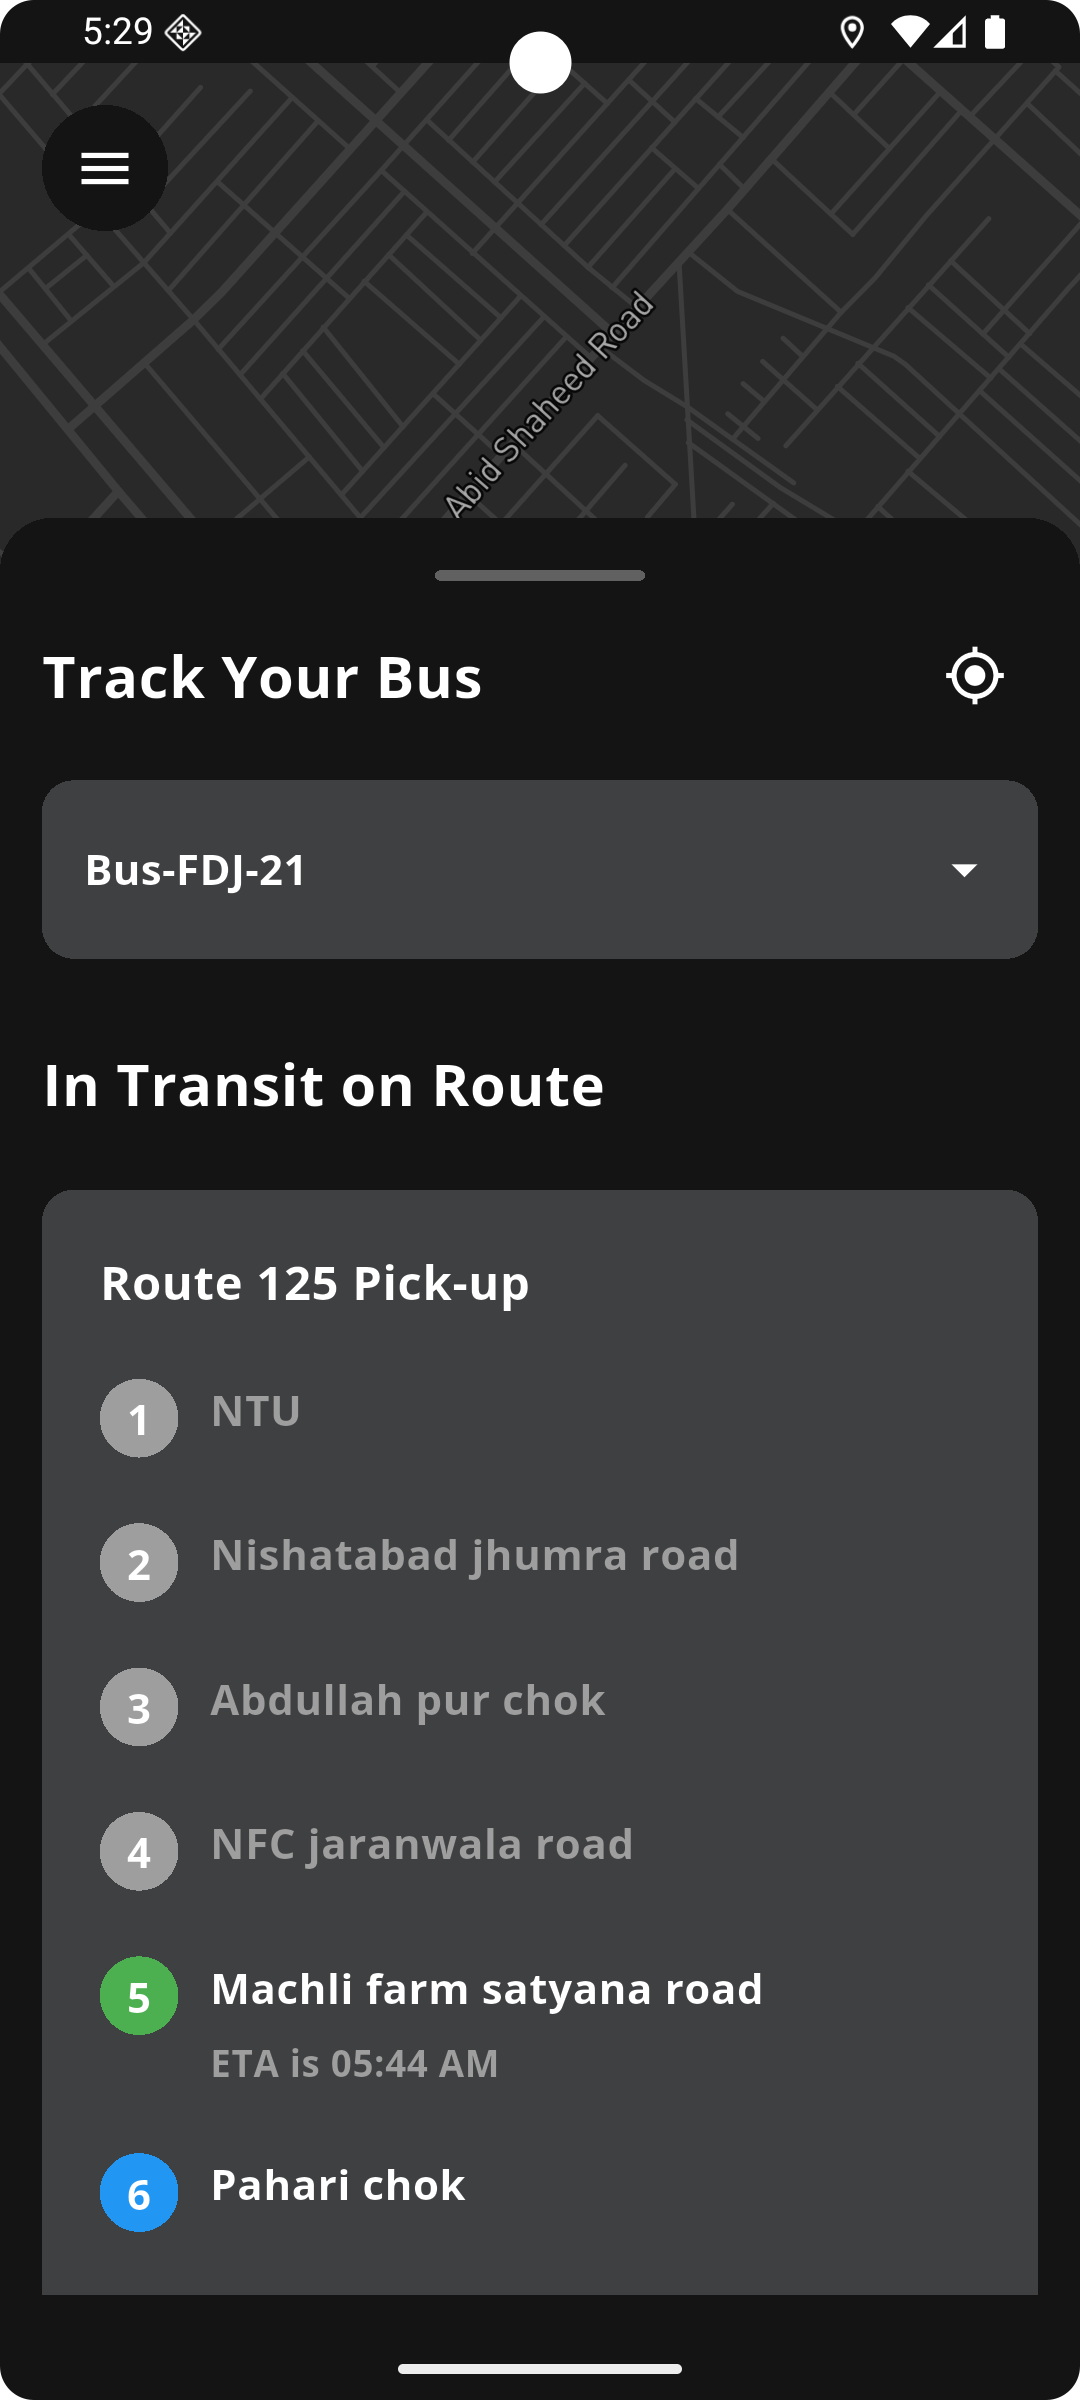 5:29
Abid Shaheed Road
Track Your Bus
Bus-FDJ-21
In Transit on Route
Route 125 Pick-up
1 NTU
2 Nishatabad jhumra road
3 Abdullah pur chok
4 NFC jaranwala road
5 Machli farm satyana road
ETA is 05:44 AM
6 Pahari chok